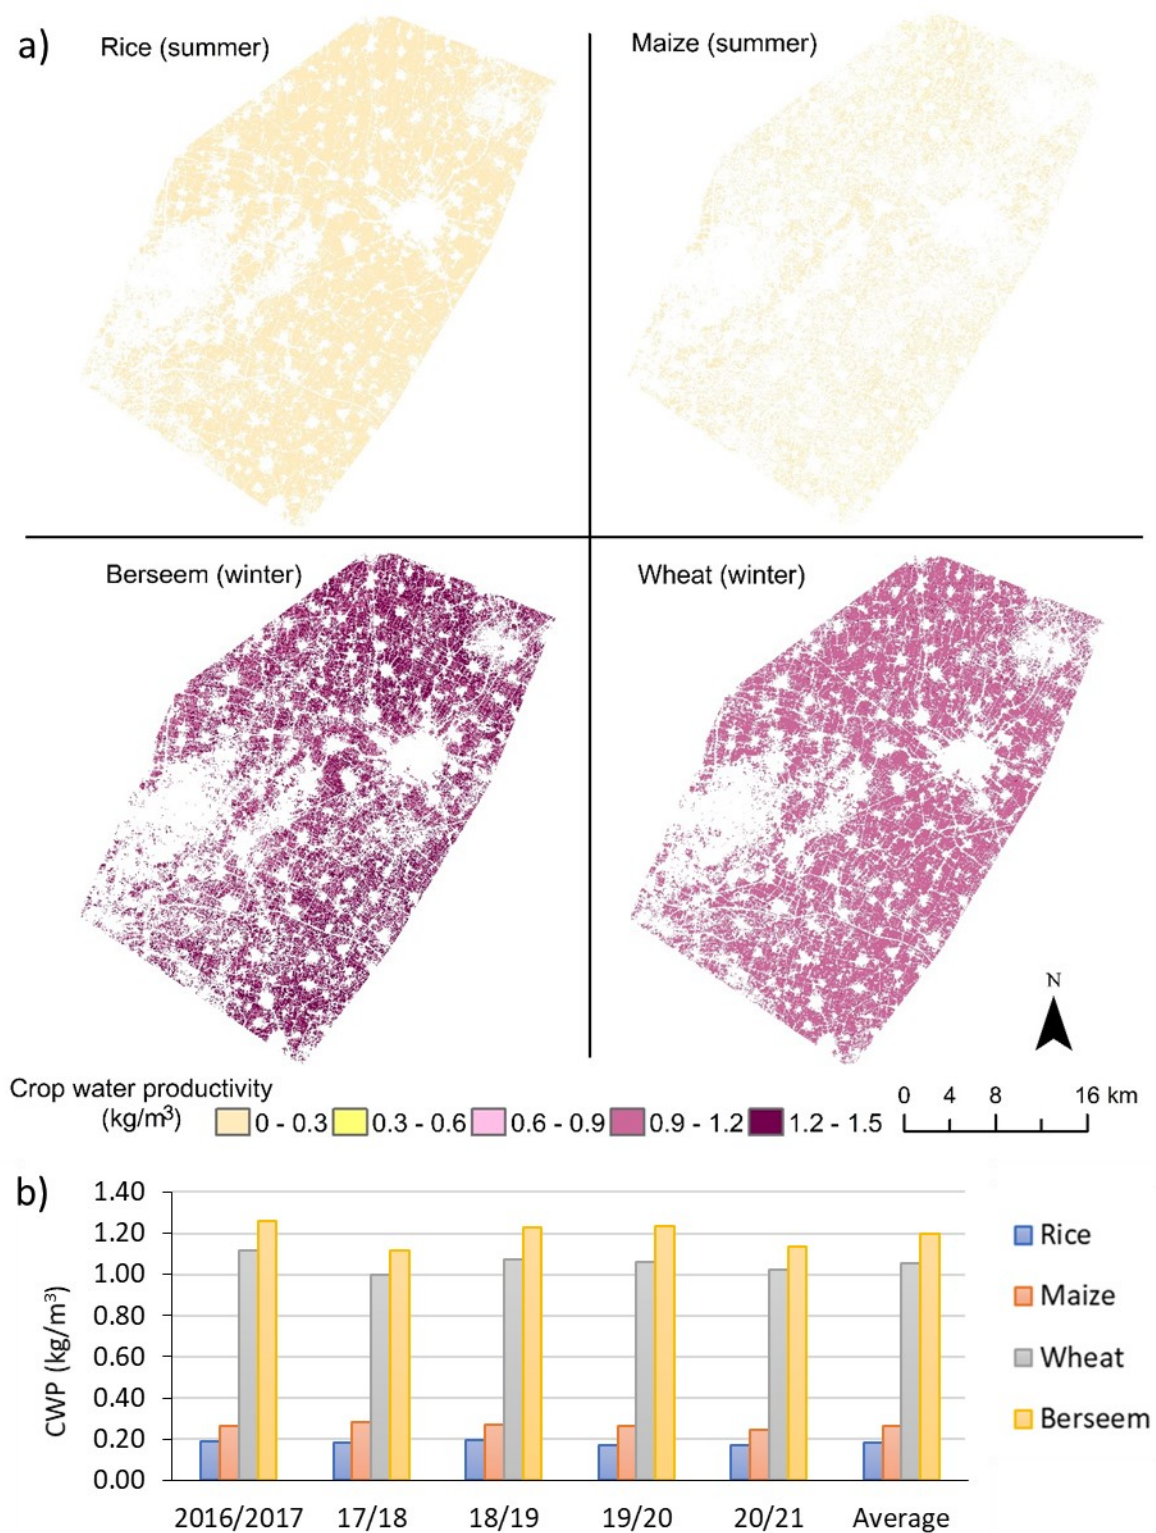 a)
Rice (summer)
Maize (summer)
Berseem (winter)
Wheat (winter)
N
Crop water productivity
(kg/m³)
0 - 0.3
0.3 - 0.6
0.6 - 0.9
0.9 - 1.2
1.2 - 1.5
0 4 8 16 km
b)
1.40
1.20
1.00
0.80
0.60
0.40
0.20
0.00
CWP (kg/m³)
2016/2017 17/18 18/19 19/20 20/21 Average
Rice
Maize
Wheat
Berseem